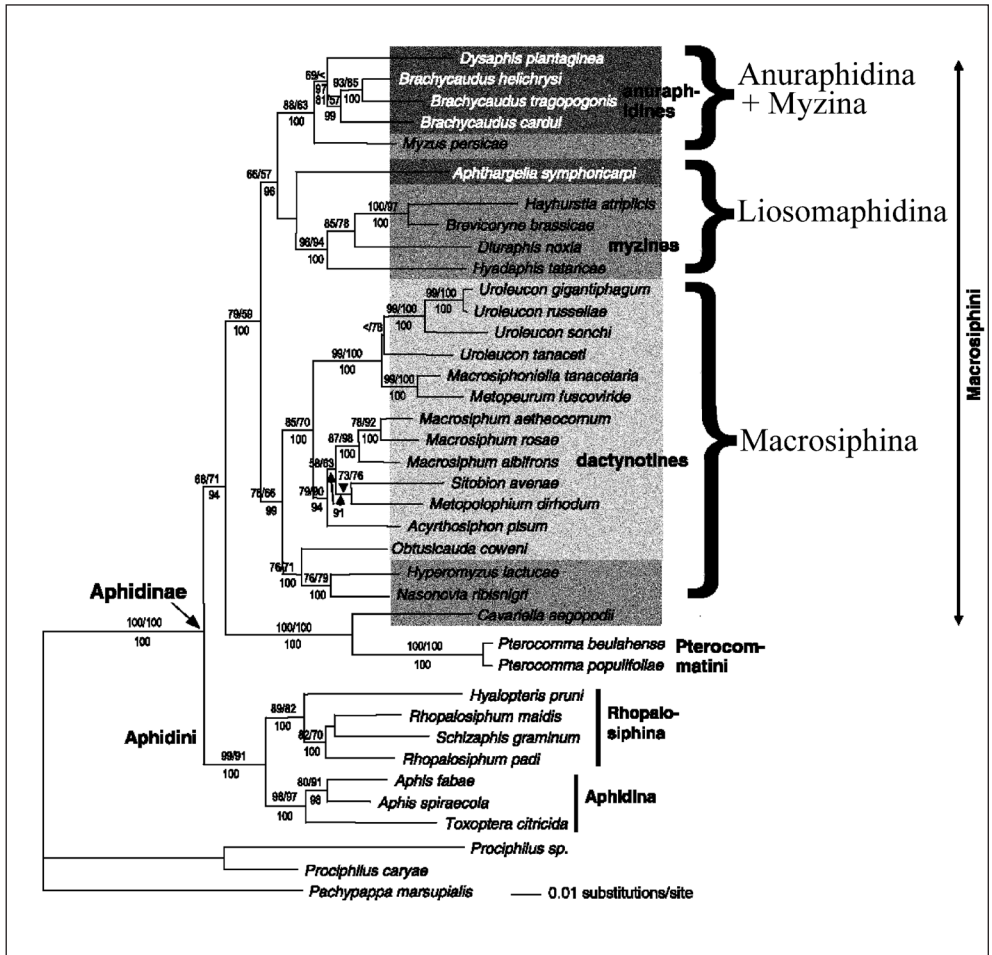 Dysaphis plantaginea
69/<
93/85
Brachycaudus helichrysi
97
81/57
100
Brachycaudus tragopogonis
anuraph-
idines
88/63
99
Brachycaudus cardui
100
Myzus persicae
Anuraphidina
+ Myzina
66/57
Aphthargelia symphoricarpi
96
100/97
Hayhurstia atriplicis
85/78
100
Brevicoryne brassicae
Liosomaphidina
96/94
100
Diuraphis noxia
myzines
100
Hyadaphis tataricae
99/100
Uroleucon gigantiphagum
99/100
100
Uroleucon russellae
79/59
</78
100
Uroleucon sonchi
100
99/100
Uroleucon tanaceti
100
99/100
Macrosiphoniella tanacetaria
100
Metopeurum fuscoviride
78/92
Macrosiphum aetheocornum
85/70
87/98
100
Macrosiphum rosae
Macrosiphina
100
58/63
100
Macrosiphum albifrons
dactynotines
73/76
Sitobion avenae
68/71
75/66
79/90
94
99
94
91
Metopolophium dirhodum
Acyrthosiphon pisum
Obtusicauda coweni
76/71
100
76/79
Hyperomyzus lactucae
100
Nasonovia ribisnigri
Macrosiphini
Aphidinae
Cavariella aegopodii
100/100
100/100
100/100
Pterocomma beulahense
100
100
100
Pterocomma populifoliae
Pterocom-
matini
Hyalopteris pruni
89/82
Rhopalosiphum maidis
100
82/70
Schizaphis graminum
Rhopalo-
siphina
Aphidini
100
Rhopalosiphum padi
99/91
80/91
Aphis fabae
100
98/97
98
Aphis spiraecola
Aphidina
100
Toxoptera citricida
Prociphilus sp.
Prociphilus caryae
Pachypappa marsupialis
0.01 substitutions/site